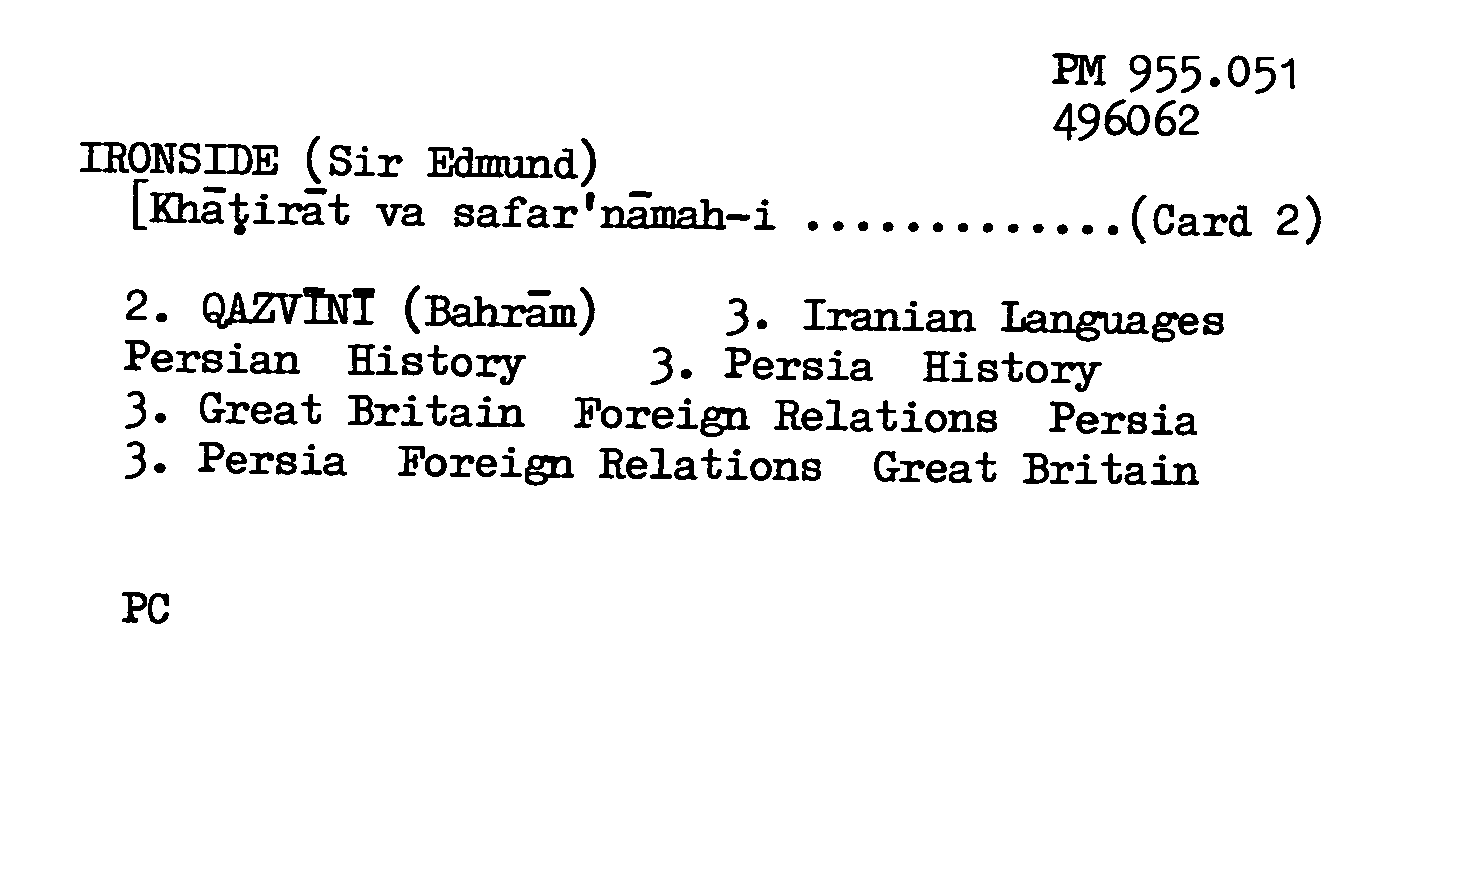 PM 955.051
496062
IRONSIDE (Sir Edmund)
[Khāṭirāt va safar'nāmah-i .............(Card 2)
2. QAZVĪNĪ (Bahrām) 3. Iranian Languages
Persian History 3. Persia History
3. Great Britain Foreign Relations Persia
3. Persia Foreign Relations Great Britain
PC